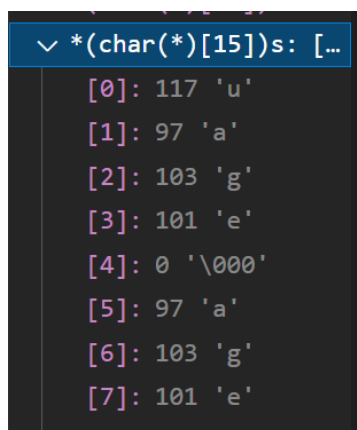 *(char(*)[15])s: […
[0]: 117 'u'
[1]: 97 'a'
[2]: 103 'g'
[3]: 101 'e'
[4]: 0 '\000'
[5]: 97 'a'
[6]: 103 'g'
[7]: 101 'e'